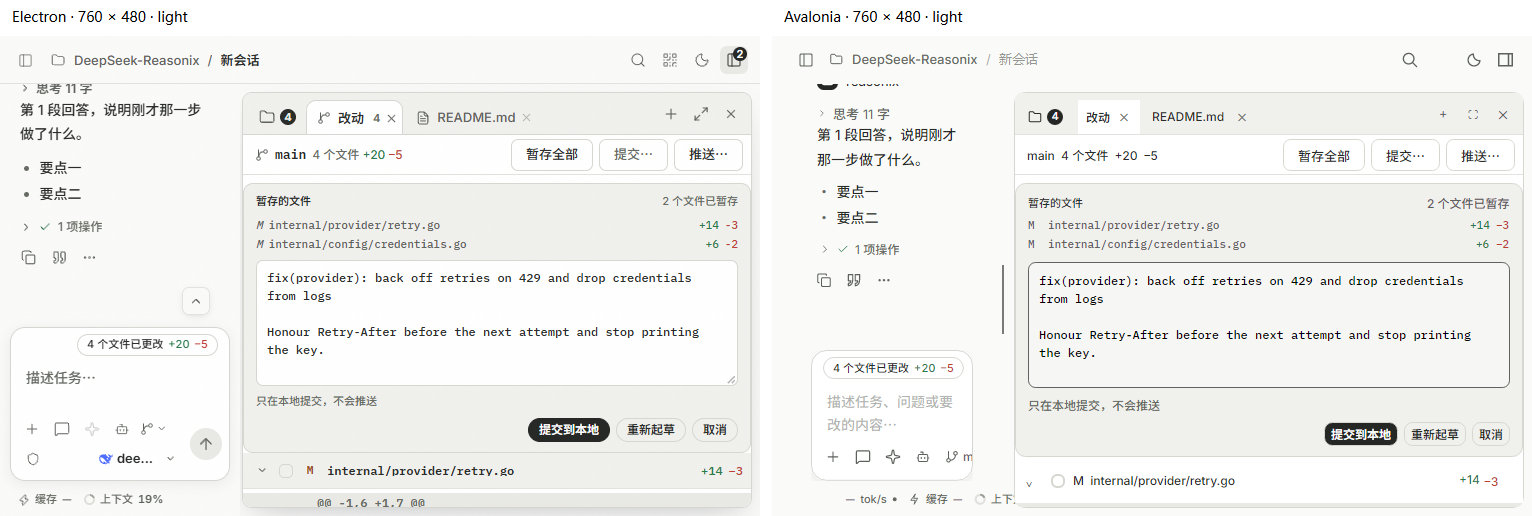 Electron · 760 × 480 · light
DeepSeek-Reasonix / 新会话
2
思考 11 字
第 1 段回答，说明刚才那一步
做了什么。
要点一
要点二
1 项操作
4 个文件已更改 +20 −5
描述任务…
dee...
缓存 — 上下文 19%
4 改动 4 × README.md ×
main 4 个文件 +20 −5 暂存全部 提交… 推送…
暂存的文件 2 个文件已暂存
M internal/provider/retry.go +14 -3
M internal/config/credentials.go +6 -2
fix(provider): back off retries on 429 and drop credentials
from logs
Honour Retry-After before the next attempt and stop printing
the key.
只在本地提交，不会推送
提交到本地 重新起草 取消
M internal/provider/retry.go +14 −3
@@ -1,6 +1,7 @@
Avalonia · 760 × 480 · light
DeepSeek-Reasonix / 新会话
思考 11 字
第 1 段回答，说明刚才
那一步做了什么。
要点一
要点二
1 项操作
4 个文件已更改 +20 −5
描述任务、问题或要
改的内容…
m
— tok/s • 缓存 — 上下
4 改动 × README.md ×
main 4 个文件 +20 −5 暂存全部 提交… 推送…
暂存的文件 2 个文件已暂存
M internal/provider/retry.go +14 −3
M internal/config/credentials.go +6 −2
fix(provider): back off retries on 429 and drop credentials
from logs
Honour Retry-After before the next attempt and stop printing
the key.
只在本地提交，不会推送
提交到本地 重新起草 取消
M internal/provider/retry.go +14 −3